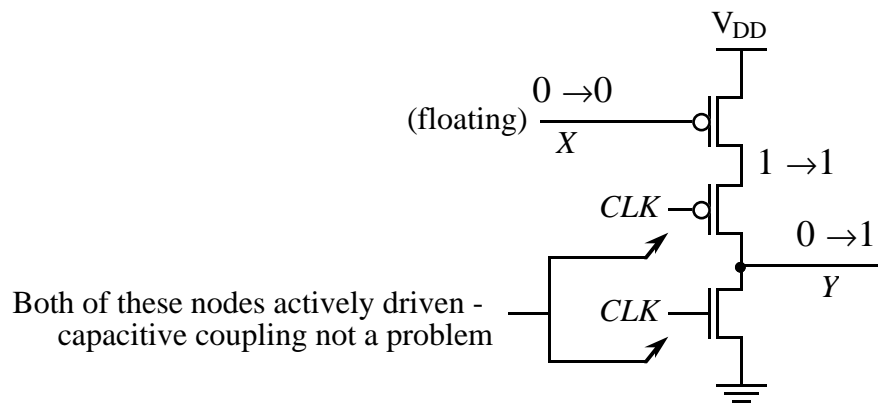 V_DD
0 →0
(floating)
X
1 →1
CLK
0 →1
Y
Both of these nodes actively driven -
capacitive coupling not a problem
CLK